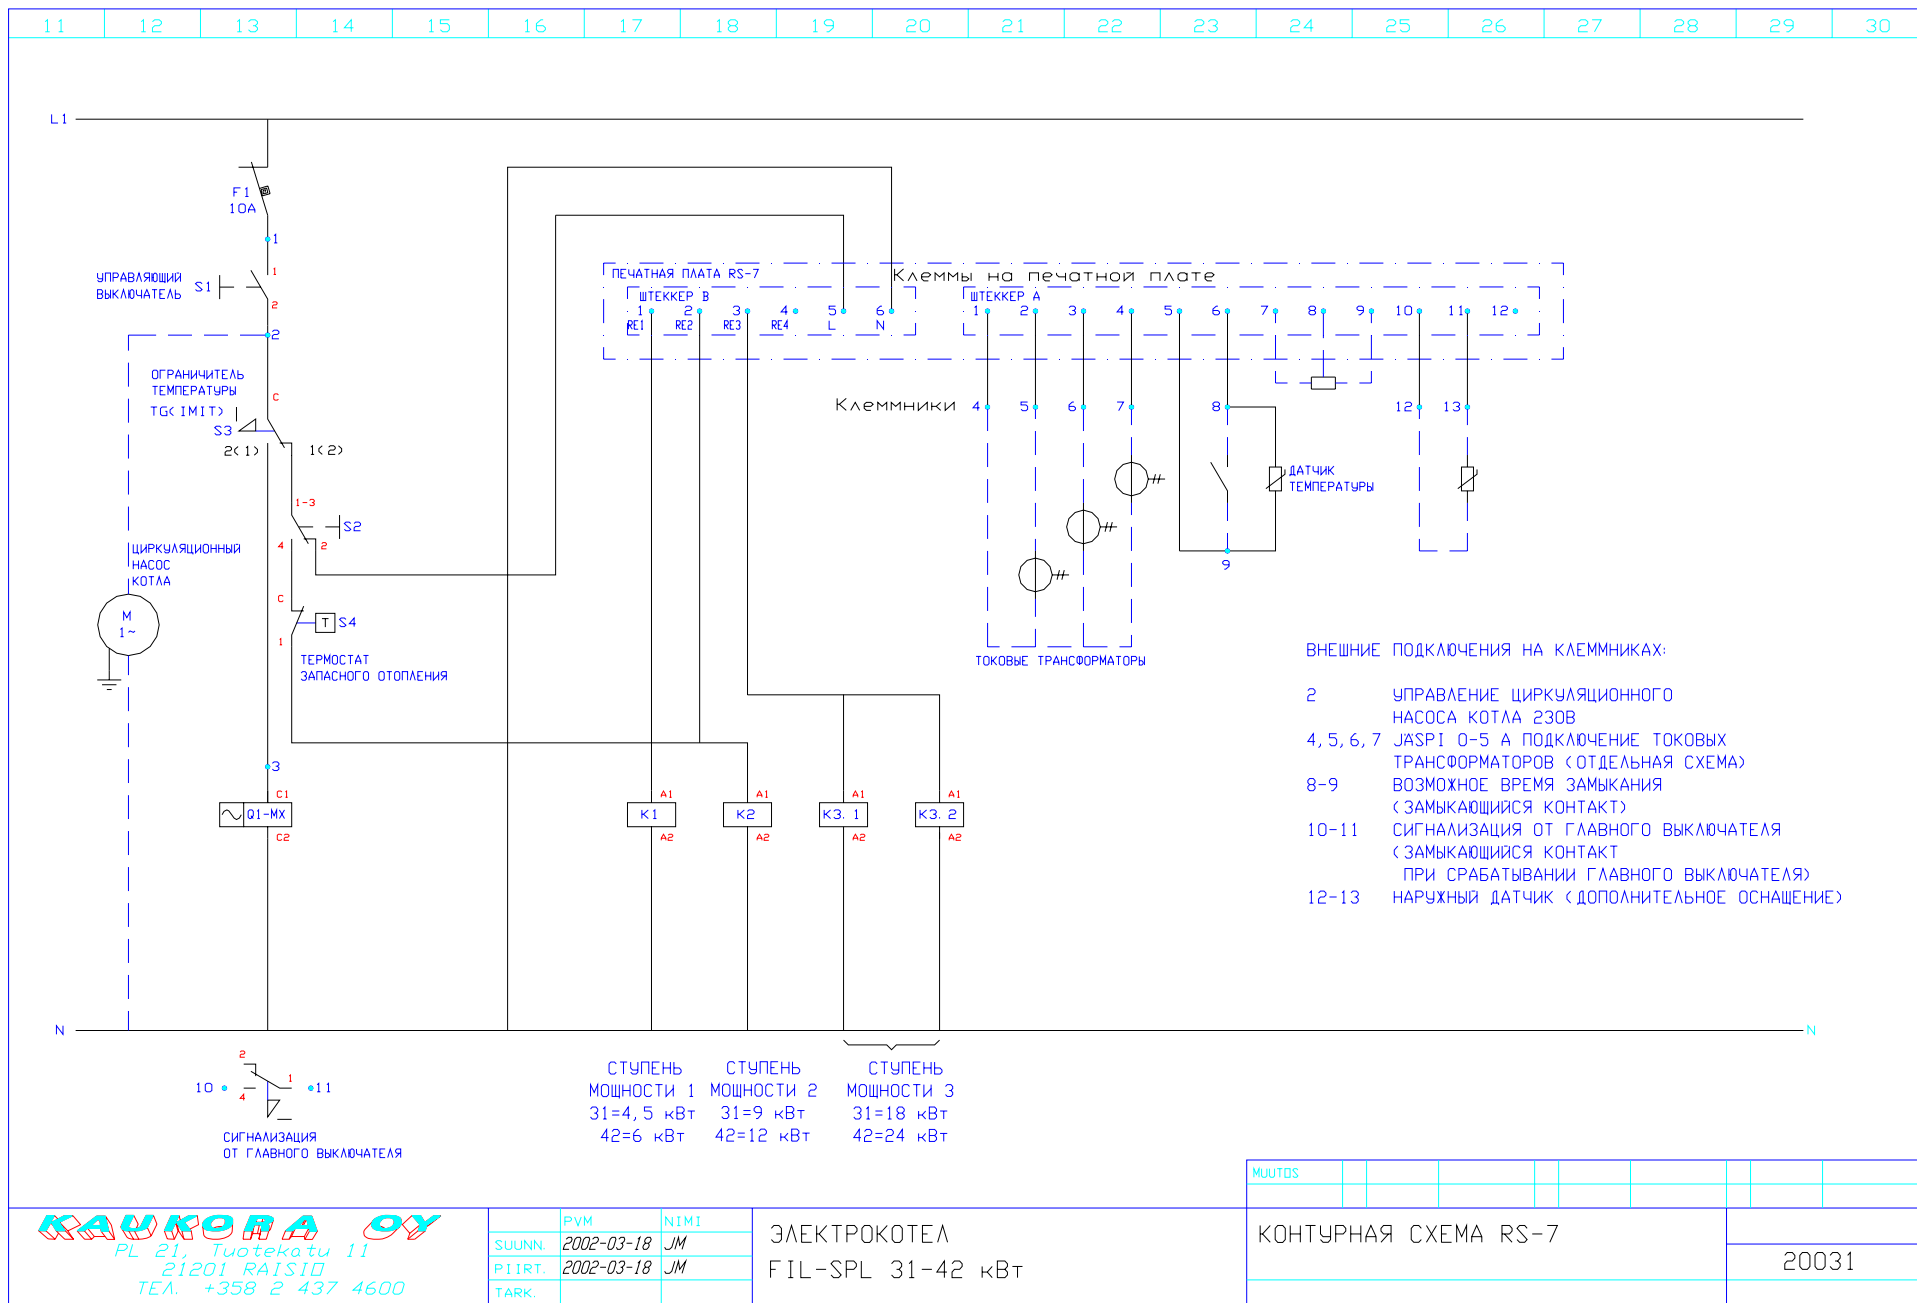 11 12 13 14 15 16 17 18 19 20 21 22 23 24 25 26 27 28 29 30
L1
F1
10A
1
УПРАВЛЯЮЩИЙ
ВЫКЛЮЧАТЕЛЬ
S1
1
2
2
ОГРАНИЧИТЕЛЬ
ТЕМПЕРАТУРЫ
TG(IMIT)
C
S3
2(1)
1(2)
1-3
S2
4
2
ЦИРКУЛЯЦИОННЫЙ
НАСОС
КОТЛА
M
1~
C
T
S4
1
ТЕРМОСТАТ
ЗАПАСНОГО ОТОПЛЕНИЯ
3
C1
Q1-MX
C2
ПЕЧАТНАЯ ПЛАТА RS-7
Клеммы на печатной плате
ШТЕККЕР В
1 2 3 4 5 6
RE1 RE2 RE3 RE4 L N
ШТЕККЕР А
1 2 3 4 5 6 7 8 9 10 11 12
Клеммники
4 5 6 7 8 12 13
ДАТЧИК
ТЕМПЕРАТУРЫ
9
ТОКОВЫЕ ТРАНСФОРМАТОРЫ
A1 A1 A1 A1
K1 K2 K3.1 K3.2
A2 A2 A2 A2
ВНЕШНИЕ ПОДКЛЮЧЕНИЯ НА КЛЕММНИКАХ:
2 УПРАВЛЕНИЕ ЦИРКУЛЯЦИОННОГО
НАСОСА КОТЛА 230В
4,5,6,7 JÄSPI 0-5 А ПОДКЛЮЧЕНИЕ ТОКОВЫХ
ТРАНСФОРМАТОРОВ (ОТДЕЛЬНАЯ СХЕМА)
8-9 ВОЗМОЖНОЕ ВРЕМЯ ЗАМЫКАНИЯ
(ЗАМЫКАЮЩИЙСЯ КОНТАКТ)
10-11 СИГНАЛИЗАЦИЯ ОТ ГЛАВНОГО ВЫКЛЮЧАТЕЛЯ
(ЗАМЫКАЮЩИЙСЯ КОНТАКТ
ПРИ СРАБАТЫВАНИИ ГЛАВНОГО ВЫКЛЮЧАТЕЛЯ)
12-13 НАРУЖНЫЙ ДАТЧИК (ДОПОЛНИТЕЛЬНОЕ ОСНАЩЕНИЕ)
N
N
2
10
4
1
11
СИГНАЛИЗАЦИЯ
ОТ ГЛАВНОГО ВЫКЛЮЧАТЕЛЯ
СТУПЕНЬ
МОЩНОСТИ 1
31=4,5 кВт
42=6 кВт
СТУПЕНЬ
МОЩНОСТИ 2
31=9 кВт
42=12 кВт
СТУПЕНЬ
МОЩНОСТИ 3
31=18 кВт
42=24 кВт
MUUTOS
KAUKORA OY
PL 21, Tuotekatu 11
21201 RAISIO
ТЕЛ. +358 2 437 4600
PVM NIMI
SUUNN. 2002-03-18 JM
PIIRT. 2002-03-18 JM
TARK.
ЭЛЕКТРОКОТЕЛ
FIL-SPL 31-42 кВт
КОНТУРНАЯ СХЕМА RS-7
20031